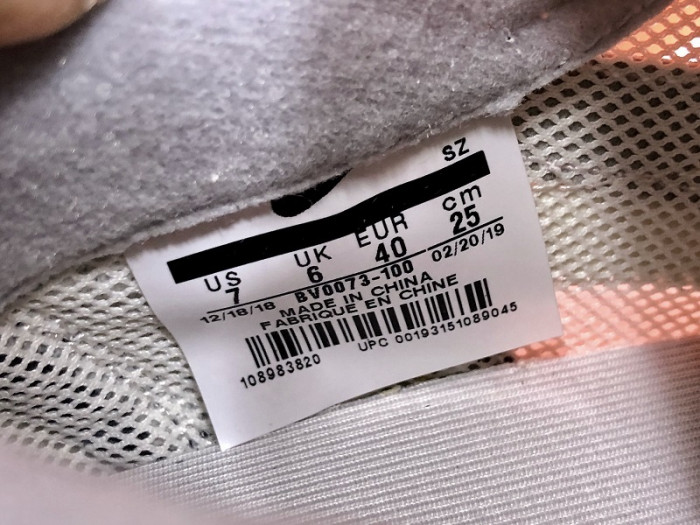 SZ
US UK EUR cm
7 6 40 25
12/18/18 BV0073-100 02/20/19
MADE IN CHINA
FABRIQUE EN CHINE
108983820 UPC 00193151089045